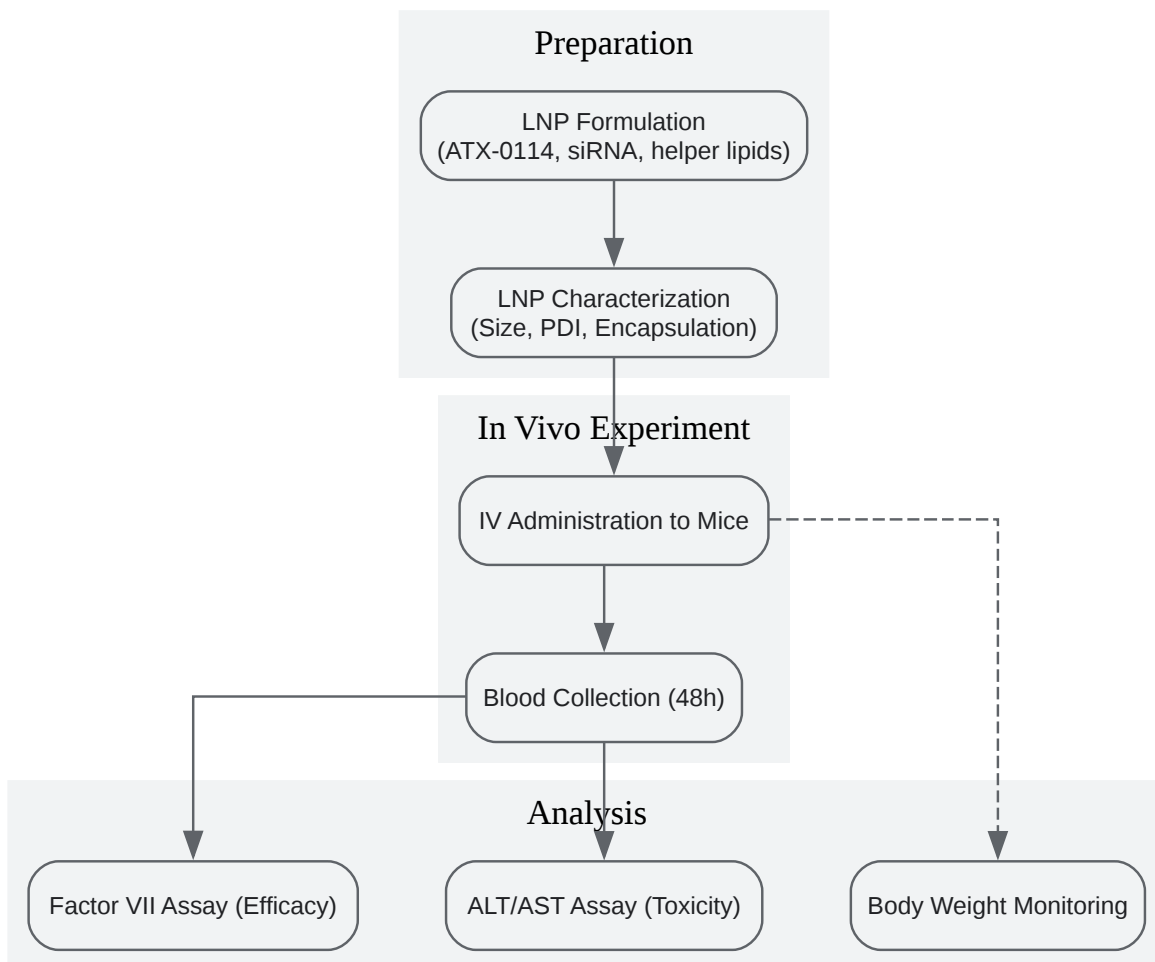 Preparation
LNP Formulation
(ATX-0114, siRNA, helper lipids)
LNP Characterization
(Size, PDI, Encapsulation)
In Vivo Experiment
IV Administration to Mice
Blood Collection (48h)
Analysis
Factor VII Assay (Efficacy)
ALT/AST Assay (Toxicity)
Body Weight Monitoring